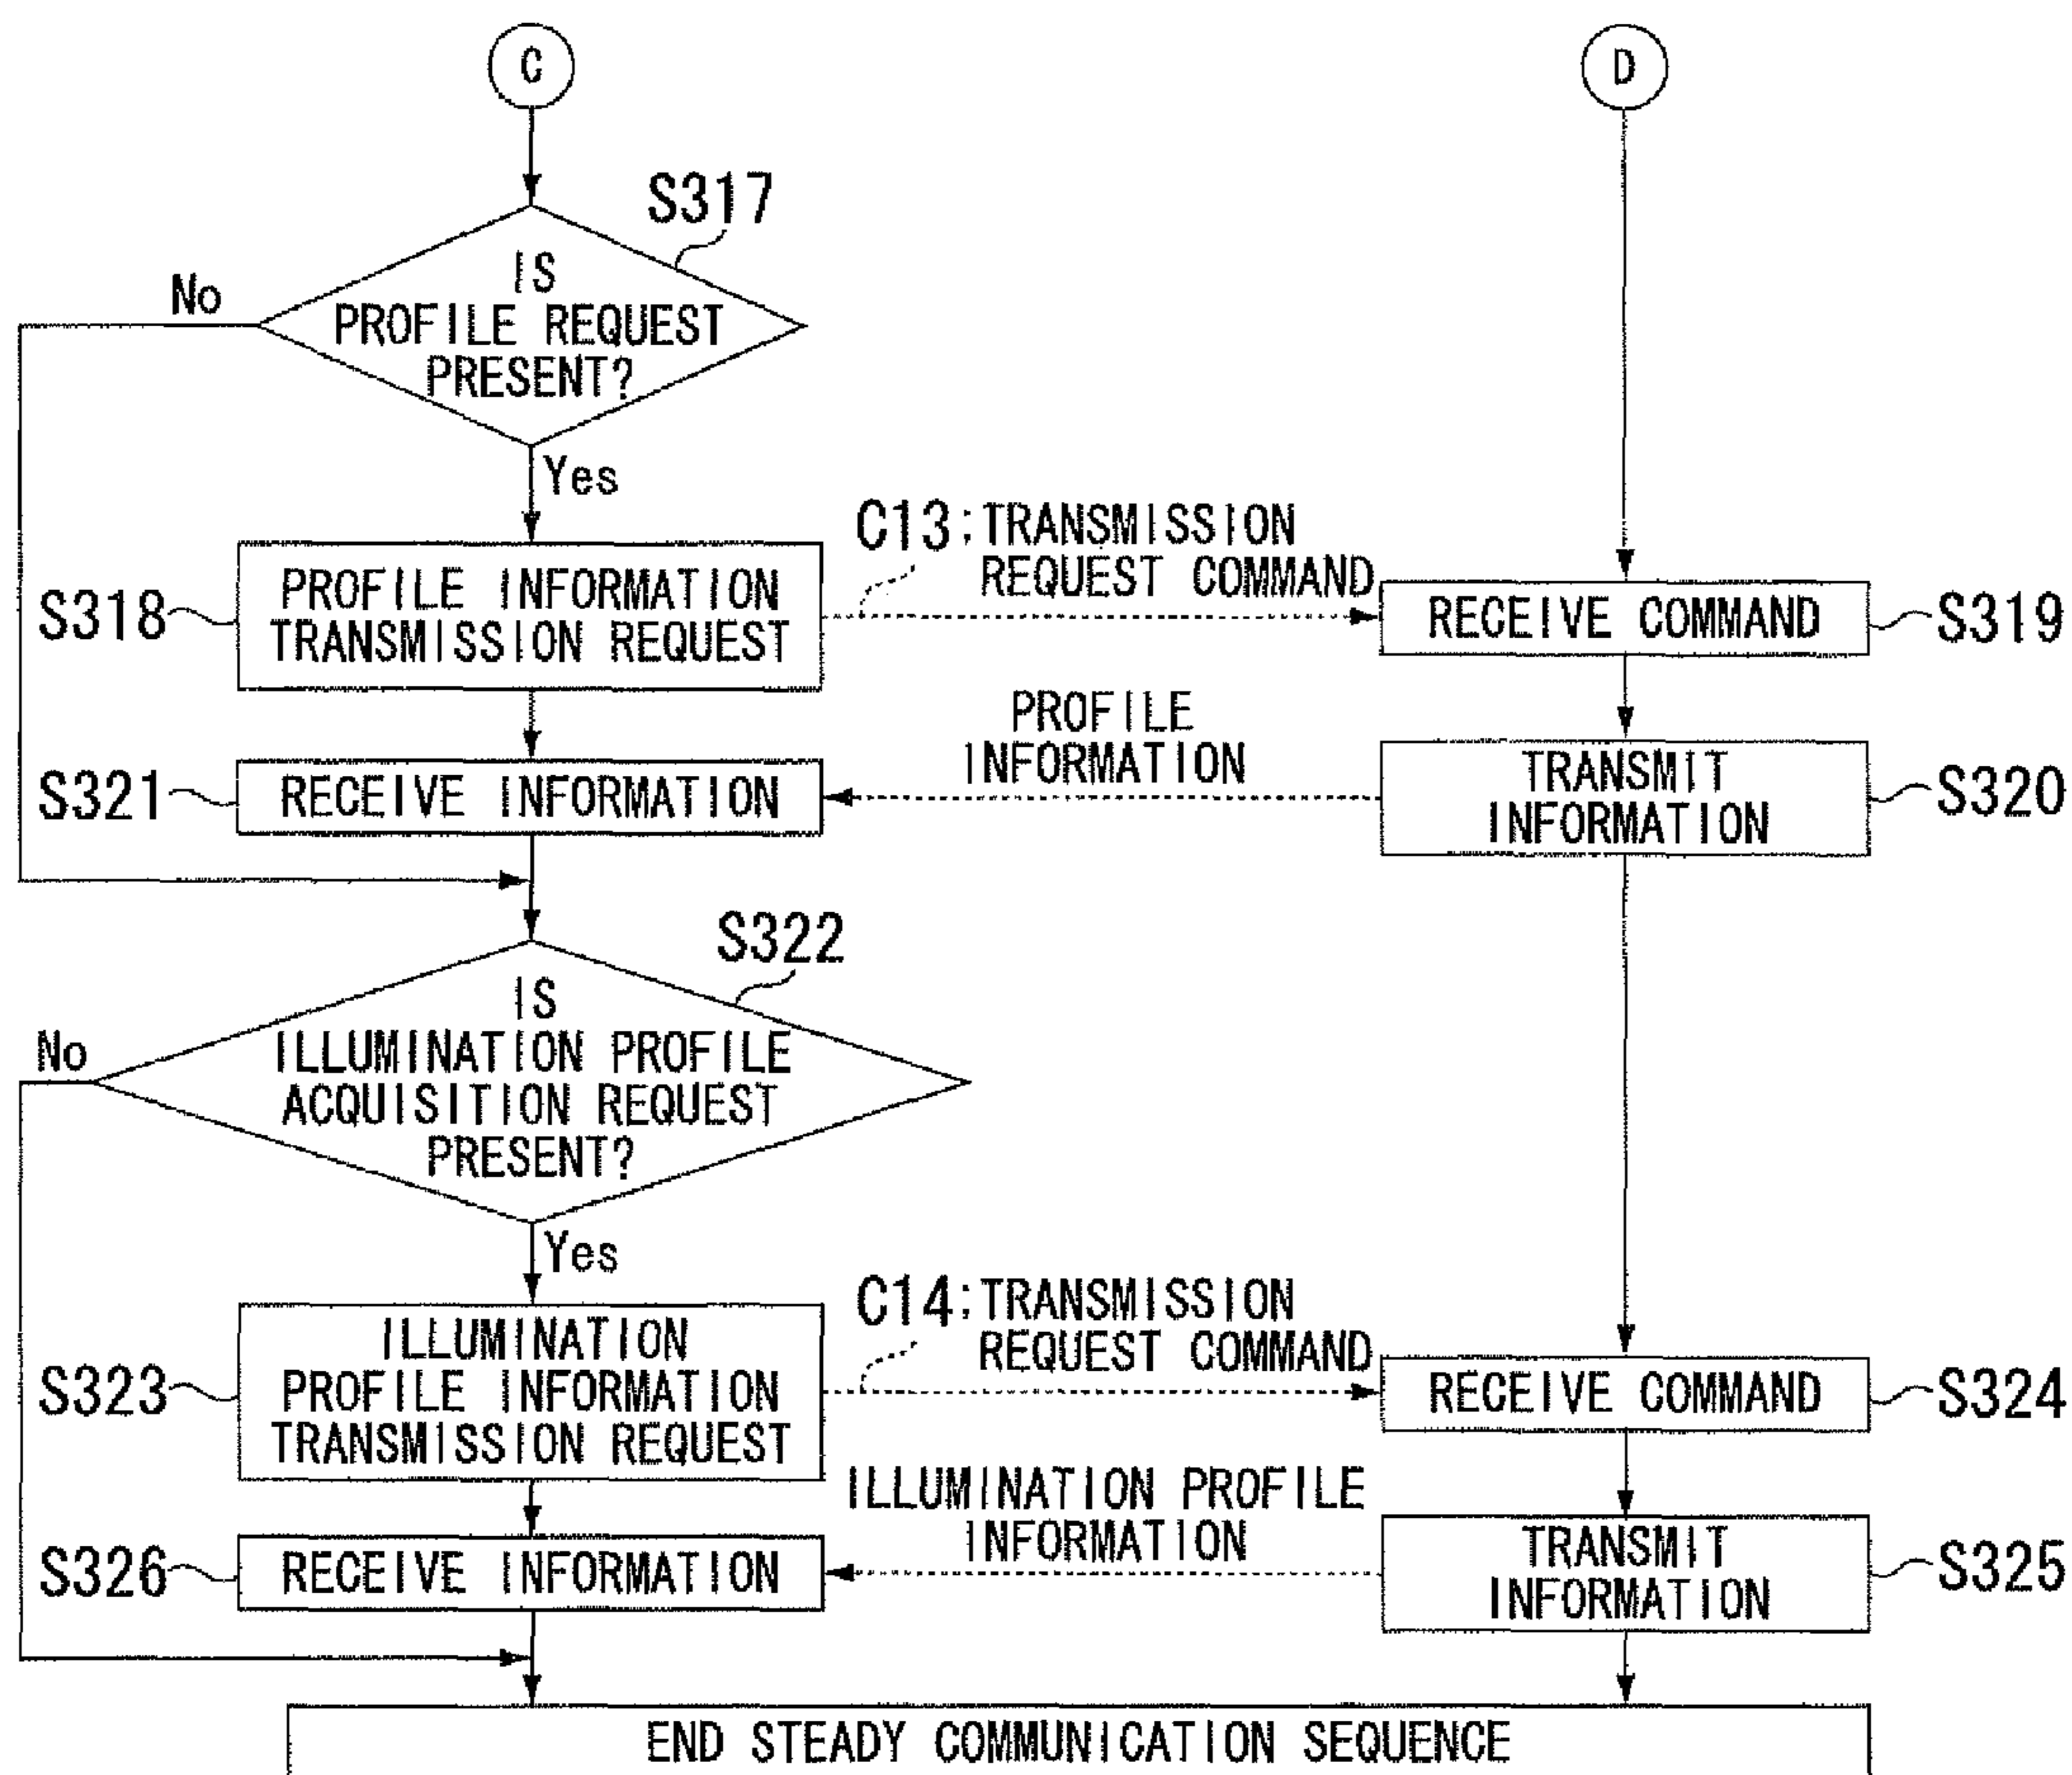 C
D
S317
No
IS
PROFILE REQUEST
PRESENT?
Yes
C13:TRANSMISSION
REQUEST COMMAND
S318
PROFILE INFORMATION
TRANSMISSION REQUEST
RECEIVE COMMAND
S319
PROFILE
INFORMATION
S321
RECEIVE INFORMATION
TRANSMIT
INFORMATION
S320
S322
No
IS
ILLUMINATION PROFILE
ACQUISITION REQUEST
PRESENT?
Yes
C14:TRANSMISSION
REQUEST COMMAND
S323
ILLUMINATION
PROFILE INFORMATION
TRANSMISSION REQUEST
RECEIVE COMMAND
S324
ILLUMINATION PROFILE
INFORMATION
S326
RECEIVE INFORMATION
TRANSMIT
INFORMATION
S325
END STEADY COMMUNICATION SEQUENCE